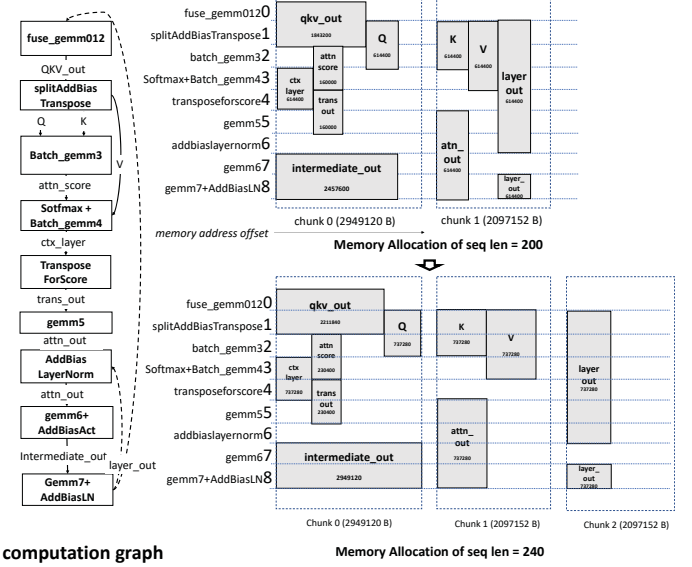 fuse_gemm012
QKV_out
splitAddBias
Transpose
Q K
Batch_gemm3
V
attn_score
Sotfmax +
Batch_gemm4
ctx_layer
Transpose
ForScore
trans_out
gemm5
attn_out
AddBias
LayerNorm
attn_out
gemm6+
AddBiasAct
Intermediate_out
layer_out
Gemm7+
AddBiasLN
computation graph
fuse_gemm012 0
splitAddBiasTranspose 1
batch_gemm3 2
Softmax+Batch_gemm4 3
transposeforscore 4
gemm5 5
addbiaslayernorm 6
gemm6 7
gemm7+AddBiasLN 8
qkv_out
1843200
Q
614400
attn
score
160000
ctx
layer
614400
trans
out
160000
intermediate_out
2457600
K
614400
V
614400
layer
out
614400
atn_
out
614400
layer_
out
614400
chunk 0 (2949120 B)
chunk 1 (2097152 B)
memory address offset
Memory Allocation of seq len = 200
fuse_gemm012 0
splitAddBiasTranspose 1
batch_gemm3 2
Softmax+Batch_gemm4 3
transposeforscore 4
gemm5 5
addbiaslayernorm 6
gemm6 7
gemm7+AddBiasLN 8
qkv_out
2211840
Q
737280
attn
score
230400
ctx
layer
737280
trans
out
230400
intermediate_out
2949120
K
737280
V
737280
attn_
out
737280
layer
out
737280
layer_
out
737280
Chunk 0 (2949120 B)
Chunk 1 (2097152 B)
Chunk 2 (2097152 B)
Memory Allocation of seq len = 240